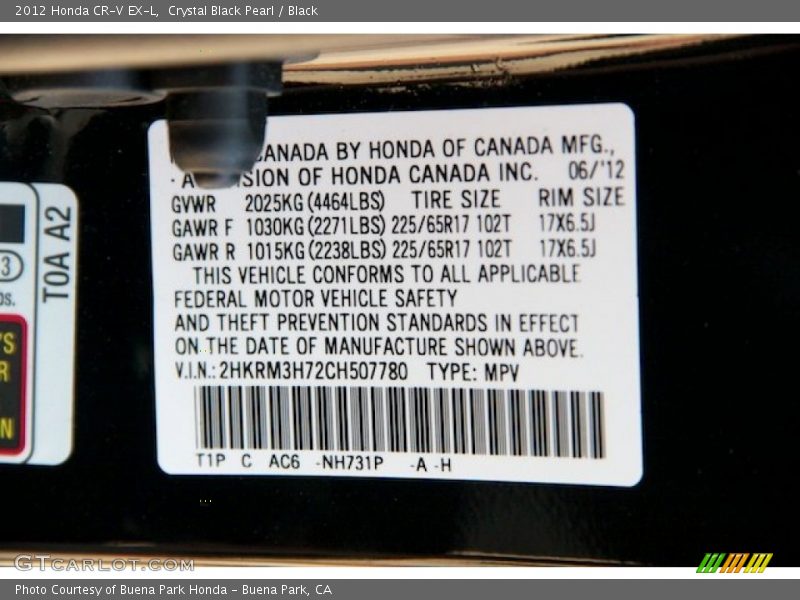 2012 Honda CR-V EX-L, Crystal Black Pearl / Black
CANADA BY HONDA OF CANADA MFG.,
SION OF HONDA CANADA INC. 06/'12
GVWR 2025KG (4464LBS) TIRE SIZE RIM SIZE
GAWR F 1030KG (2271LBS) 225/65R17 102T 17X6.5J
GAWR R 1015KG (2238LBS) 225/65R17 102T 17X6.5J
THIS VEHICLE CONFORMS TO ALL APPLICABLE
FEDERAL MOTOR VEHICLE SAFETY
AND THEFT PREVENTION STANDARDS IN EFFECT
ON THE DATE OF MANUFACTURE SHOWN ABOVE.
V.I.N.: 2HKRM3H72CH507780 TYPE: MPV
T1P C AC6 -NH731P -A -H
T0A A2
3
GTCARLOT.COM
Photo Courtesy of Buena Park Honda - Buena Park, CA